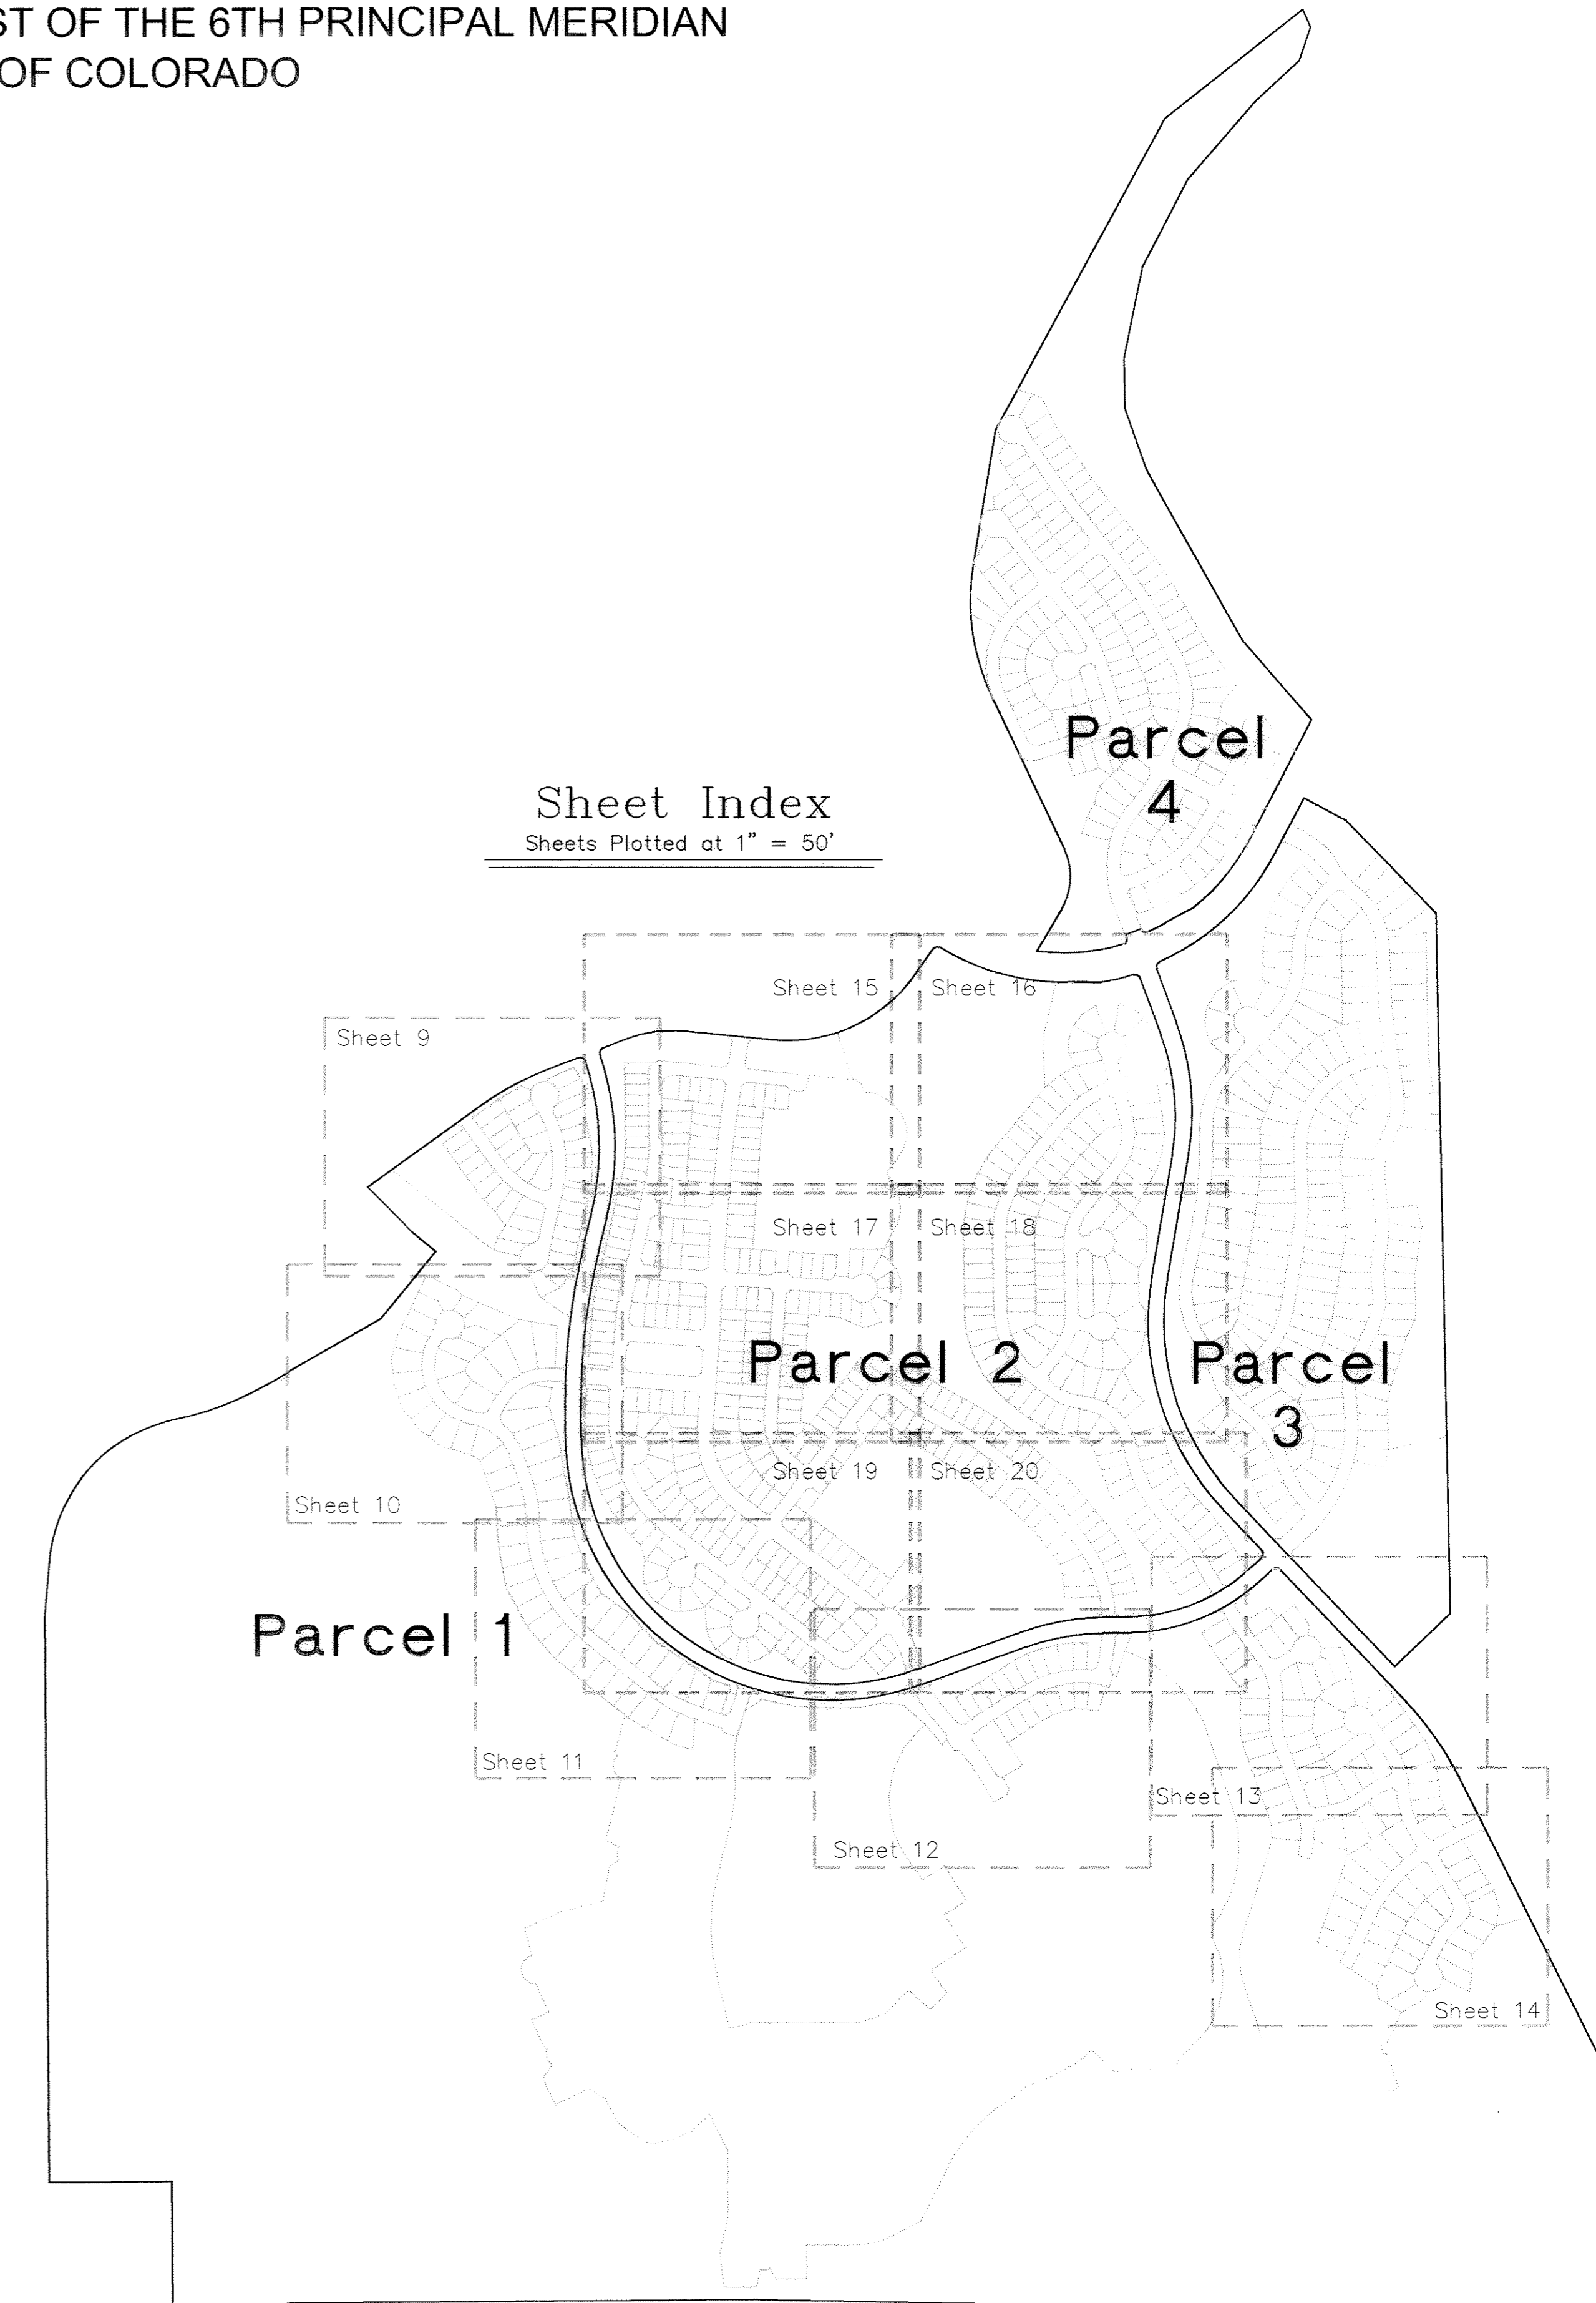 ST OF THE 6TH PRINCIPAL MERIDIAN
OF COLORADO
Parcel
4
Sheet Index
Sheets Plotted at 1" = 50'
Sheet 15
Sheet 16
Sheet 9
Sheet 17
Sheet 18
Parcel 2
Parcel
3
Sheet 19
Sheet 20
Sheet 10
Parcel 1
Sheet 11
Sheet 13
Sheet 12
Sheet 14